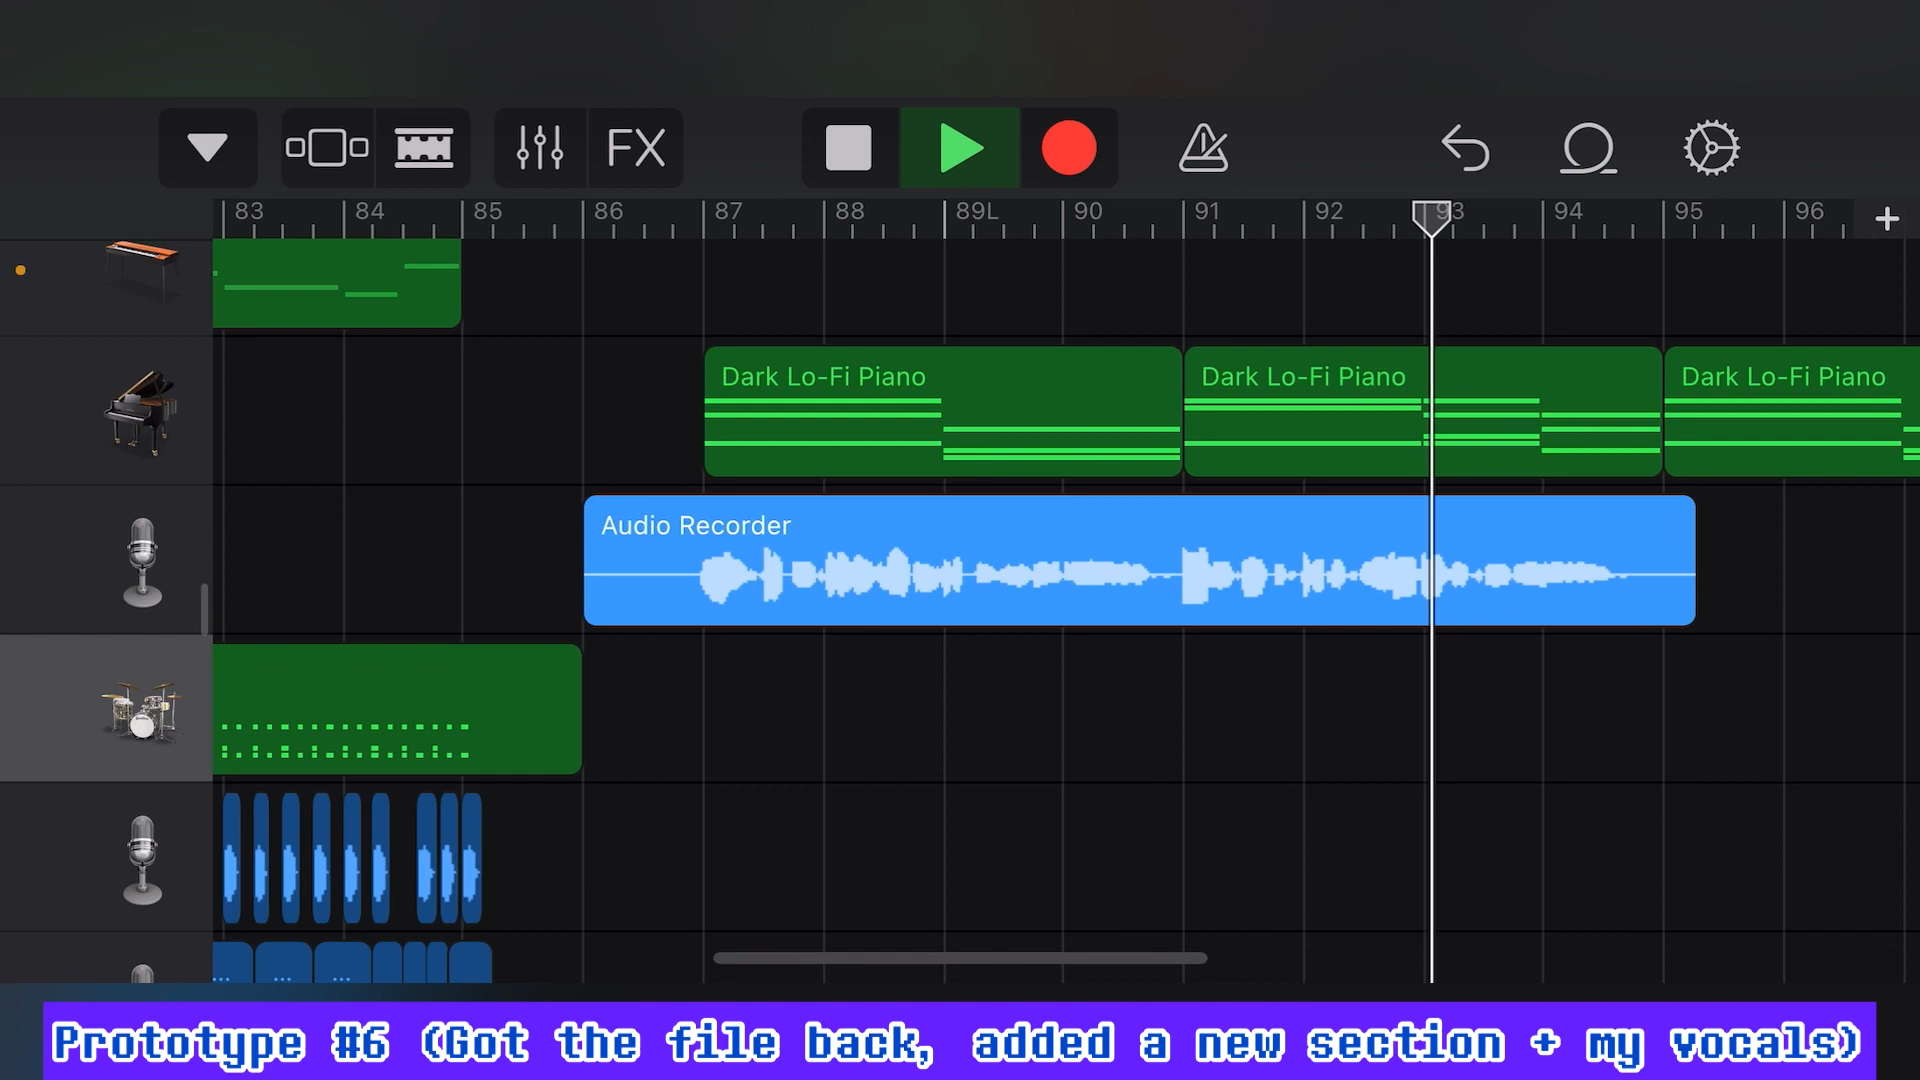 FX
83 84 85 86 87 88 89L 90 91 92 93 94 95 96 +
Dark Lo-Fi Piano Dark Lo-Fi Piano Dark Lo-Fi Piano
Audio Recorder
Prototype #6 (Got the file back, added a new section + my vocals)